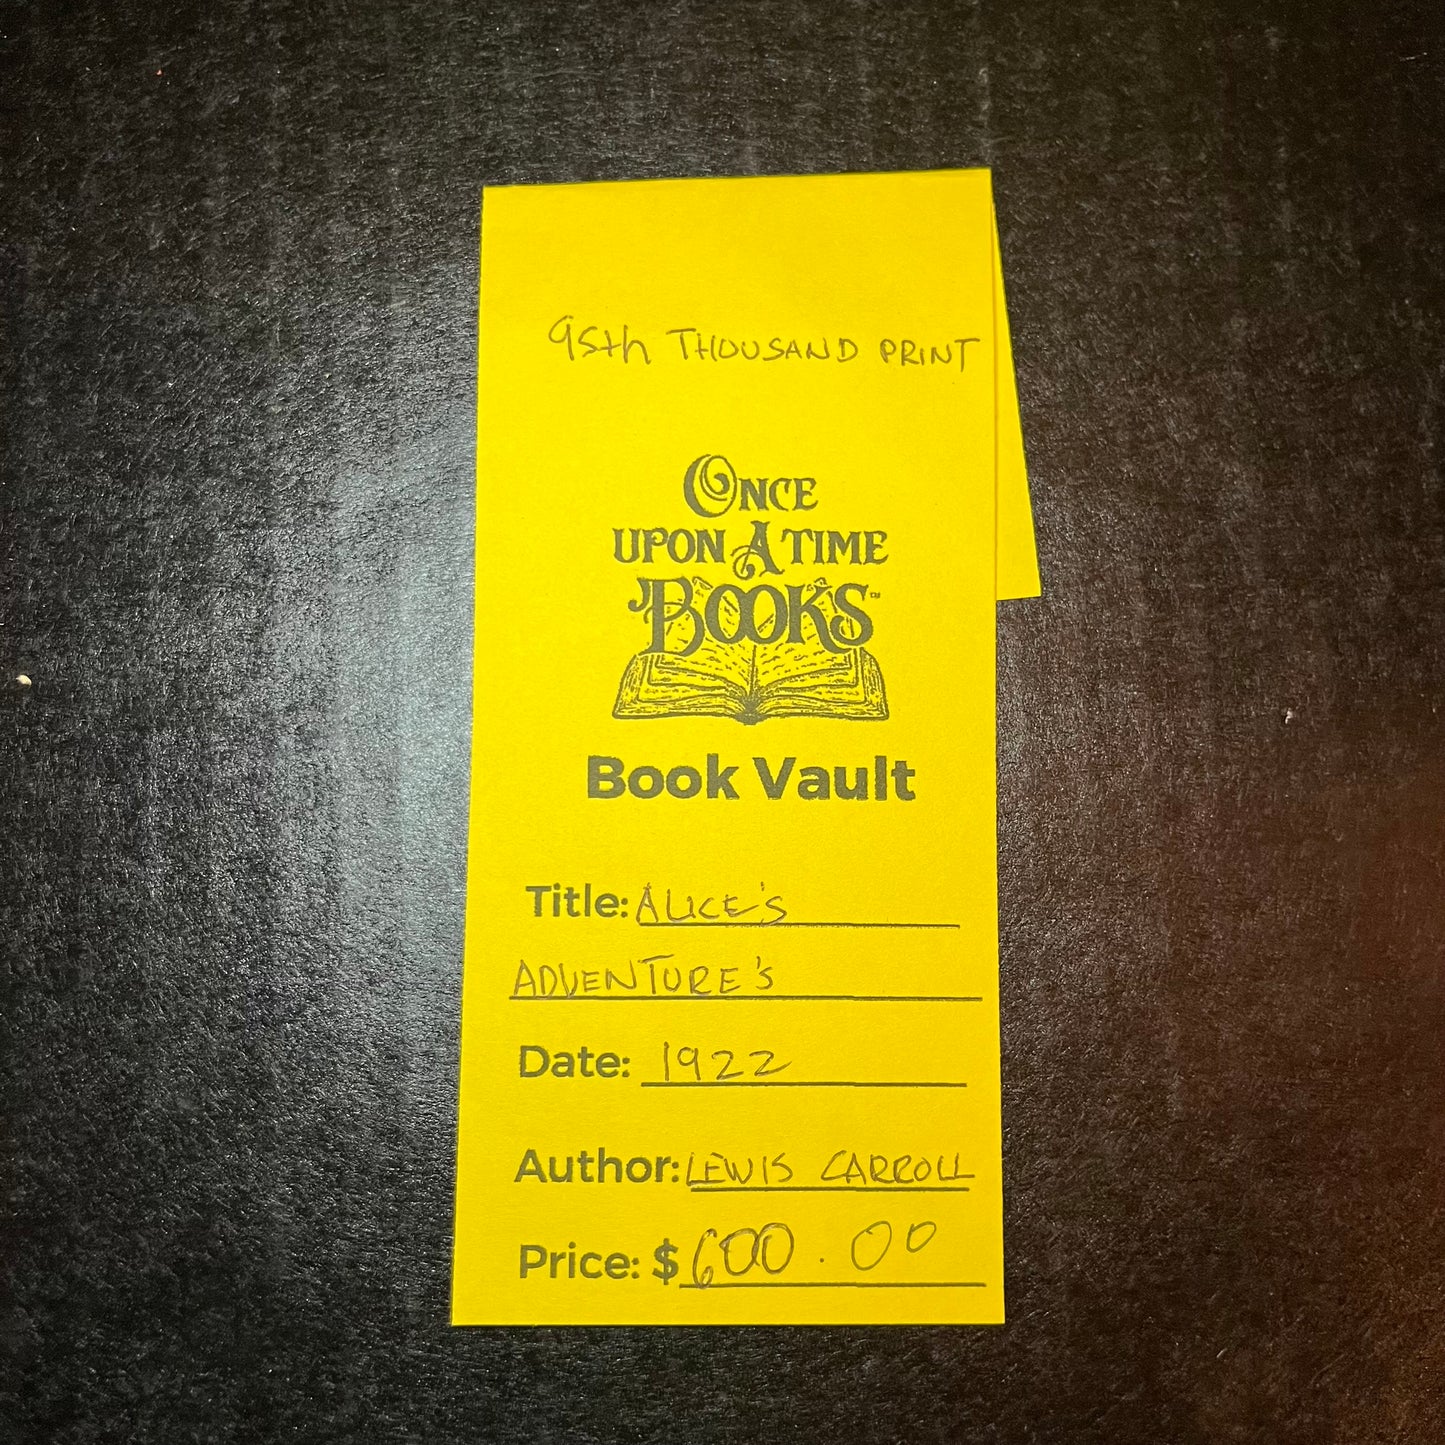 95th THOUSAND PRINT
ONCE
UPON A TIME
BOOKS™
Book Vault
Title: ALICE'S
ADVENTURE'S
Date: 1922
Author: LEWIS CARROLL
Price: $600.00